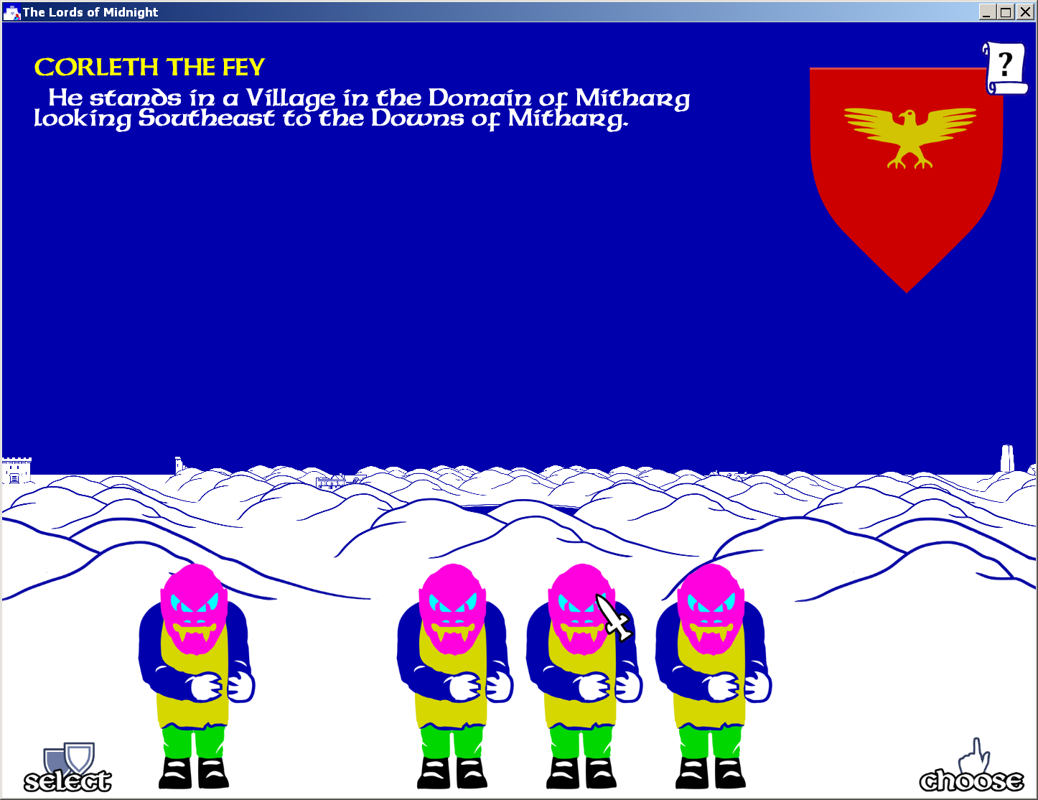 The Lords of Midnight
CORLETH THE FEY
?
He stands in a Village in the Domain of Mitharg
looking Southeast to the Downs of Mitharg.
select
choose